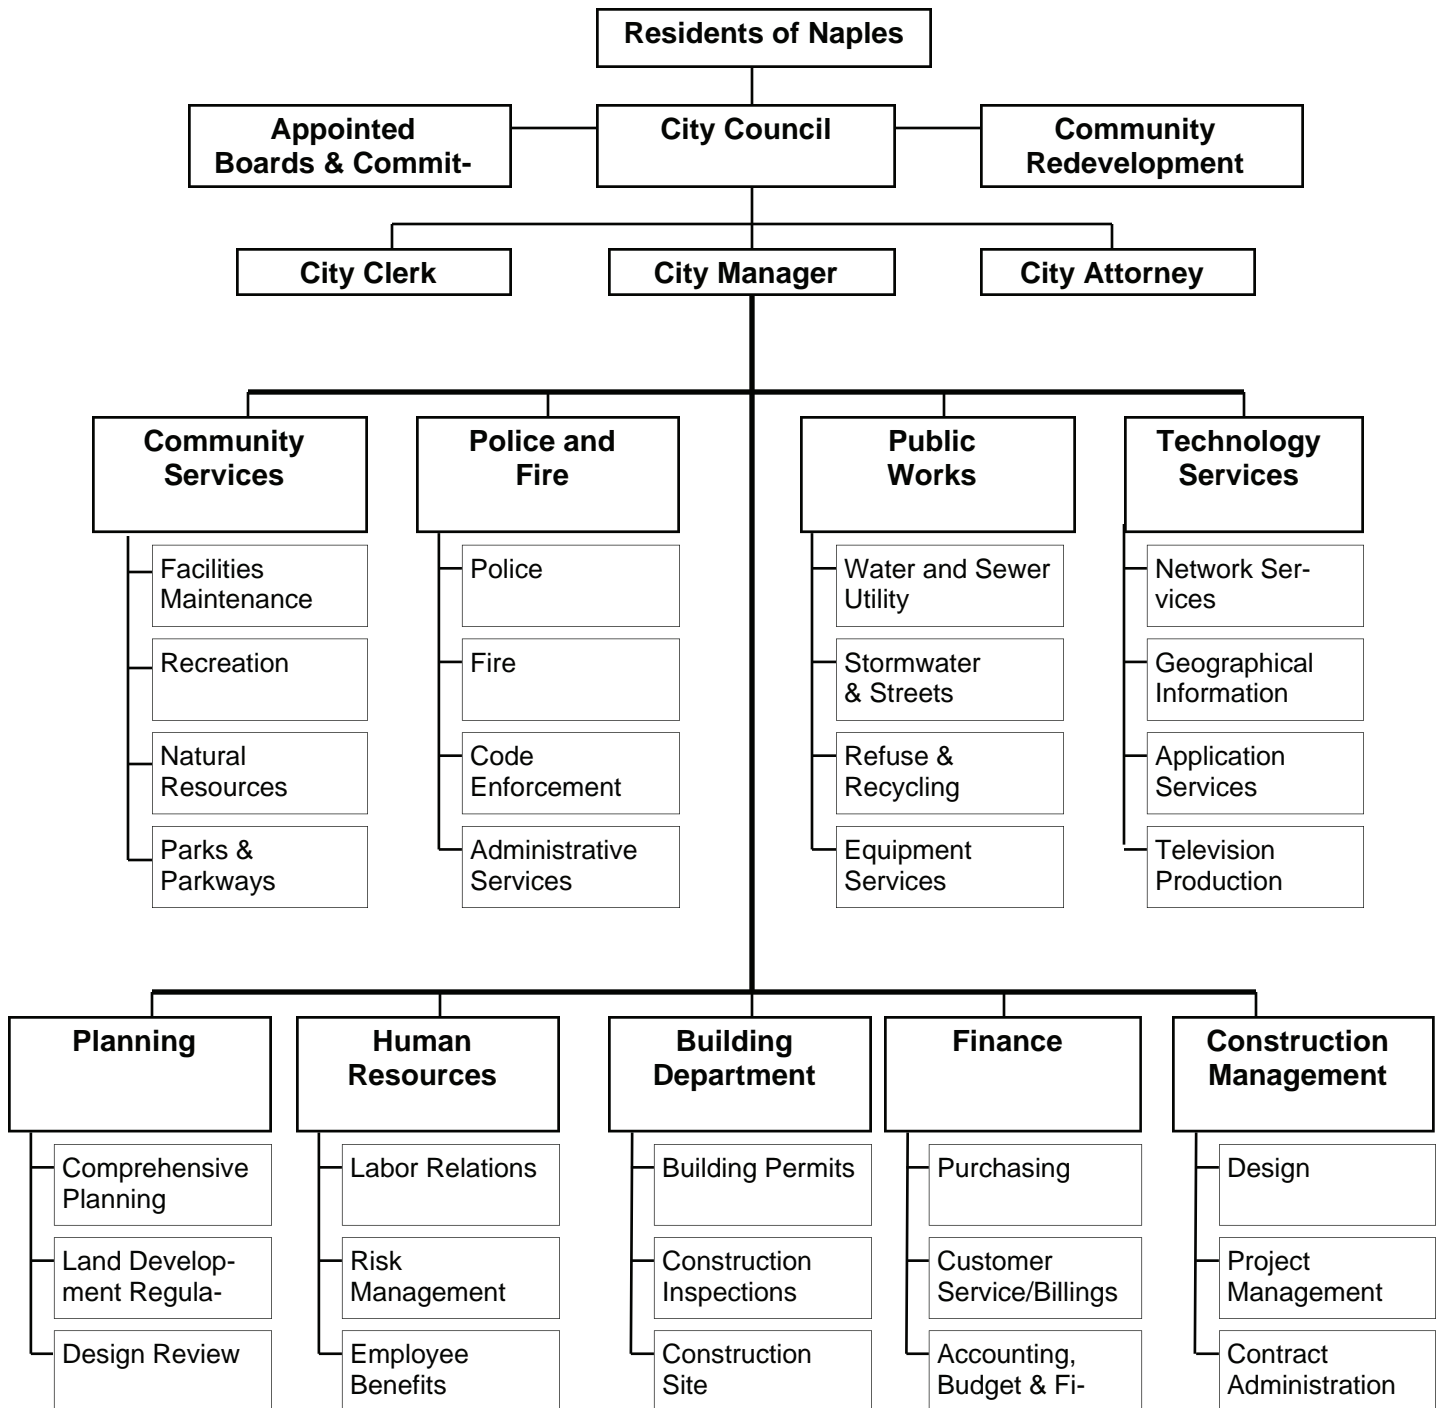 Residents of Naples
Appointed
Boards & Commit-
City Council
Community
Redevelopment
City Clerk
City Manager
City Attorney
Community
Services
Police and
Fire
Public
Works
Technology
Services
Facilities
Maintenance
Recreation
Natural
Resources
Parks &
Parkways
Police
Fire
Code
Enforcement
Administrative
Services
Water and Sewer
Utility
Stormwater
& Streets
Refuse &
Recycling
Equipment
Services
Network Ser-
vices
Geographical
Information
Application
Services
Television
Production
Planning
Human
Resources
Building
Department
Finance
Construction
Management
Comprehensive
Planning
Land Develop-
ment Regula-
Design Review
Labor Relations
Risk
Management
Employee
Benefits
Building Permits
Construction
Inspections
Construction
Site
Purchasing
Customer
Service/Billings
Accounting,
Budget & Fi-
Design
Project
Management
Contract
Administration